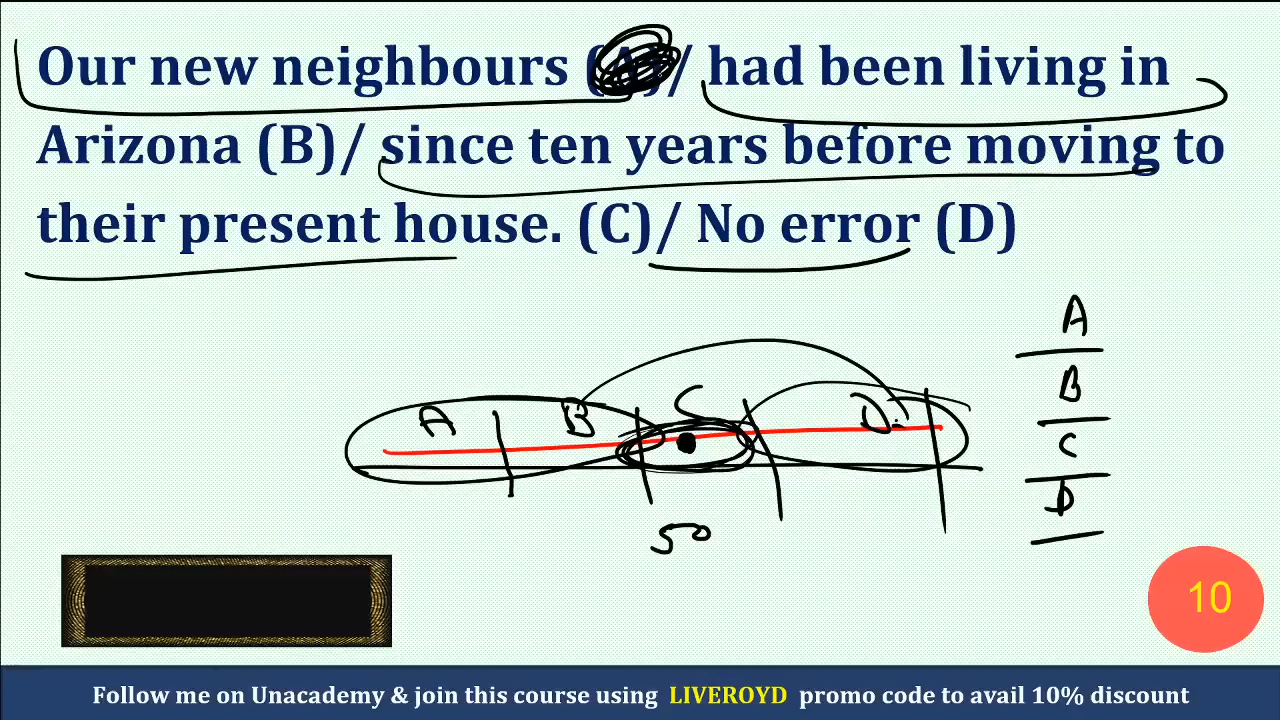 Our new neighbours (A)/ had been living in
Arizona (B)/ since ten years before moving to
their present house. (C)/ No error (D)
A
B
C
D
A B C D
50
10
Follow me on Unacademy & join this course using LIVEROYD promo code to avail 10% discount